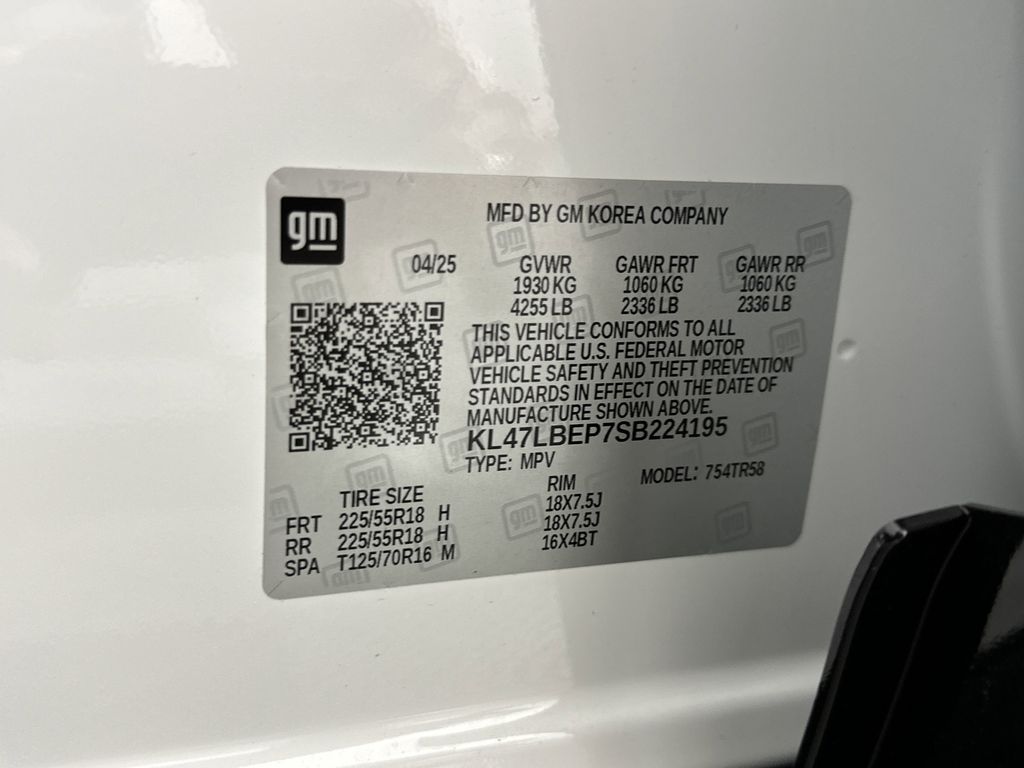 gm
MFD BY GM KOREA COMPANY
04/25 GVWR GAWR FRT GAWR RR
1930 KG 1060 KG 1060 KG
4255 LB 2336 LB 2336 LB
THIS VEHICLE CONFORMS TO ALL
APPLICABLE U.S. FEDERAL MOTOR
VEHICLE SAFETY AND THEFT PREVENTION
STANDARDS IN EFFECT ON THE DATE OF
MANUFACTURE SHOWN ABOVE.
KL47LBEP7SB224195
TYPE: MPV MODEL: 754TR58
TIRE SIZE RIM
FRT 225/55R18 H 18X7.5J
RR 225/55R18 H 18X7.5J
SPA T125/70R16 M 16X4BT